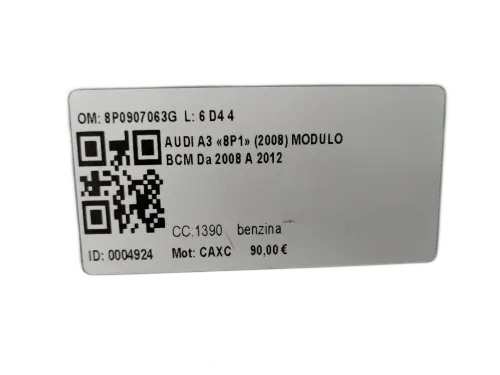 OM: 8P0907063G L: 6 D4 4
AUDI A3 «8P1» (2008) MODULO
BCM Da 2008 A 2012
CC.1390 benzina
ID: 0004924 Mot: CAXC 90,00 €